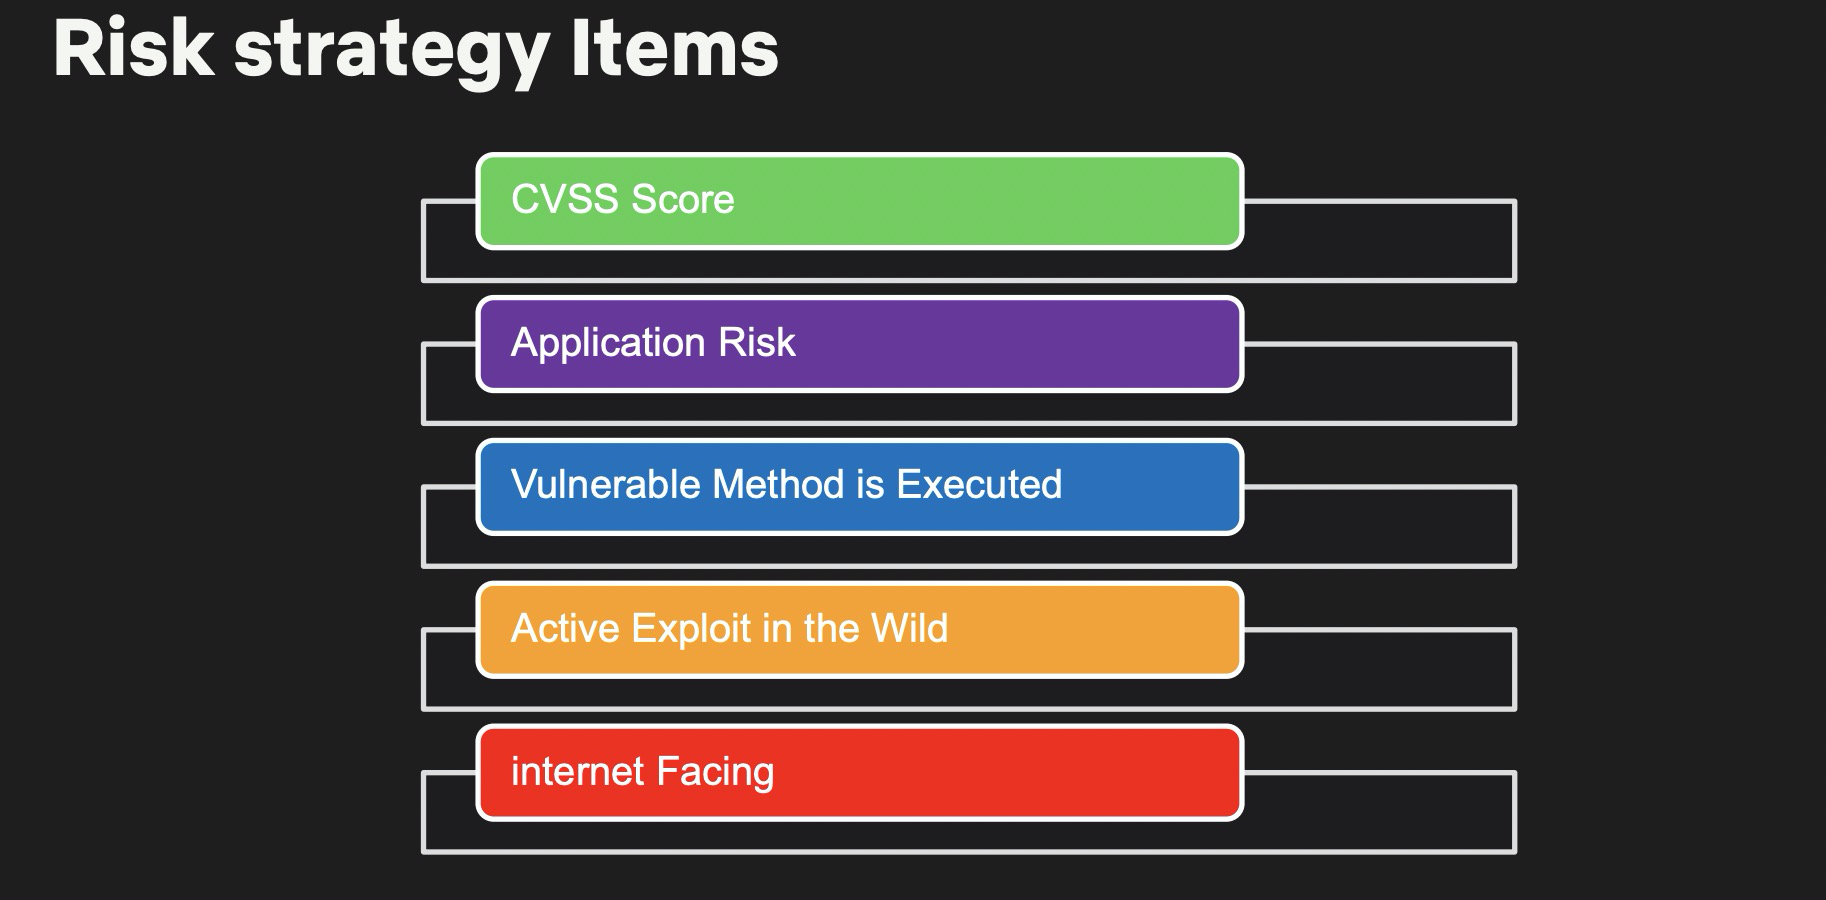 Risk strategy Items
CVSS Score
Application Risk
Vulnerable Method is Executed
Active Exploit in the Wild
internet Facing